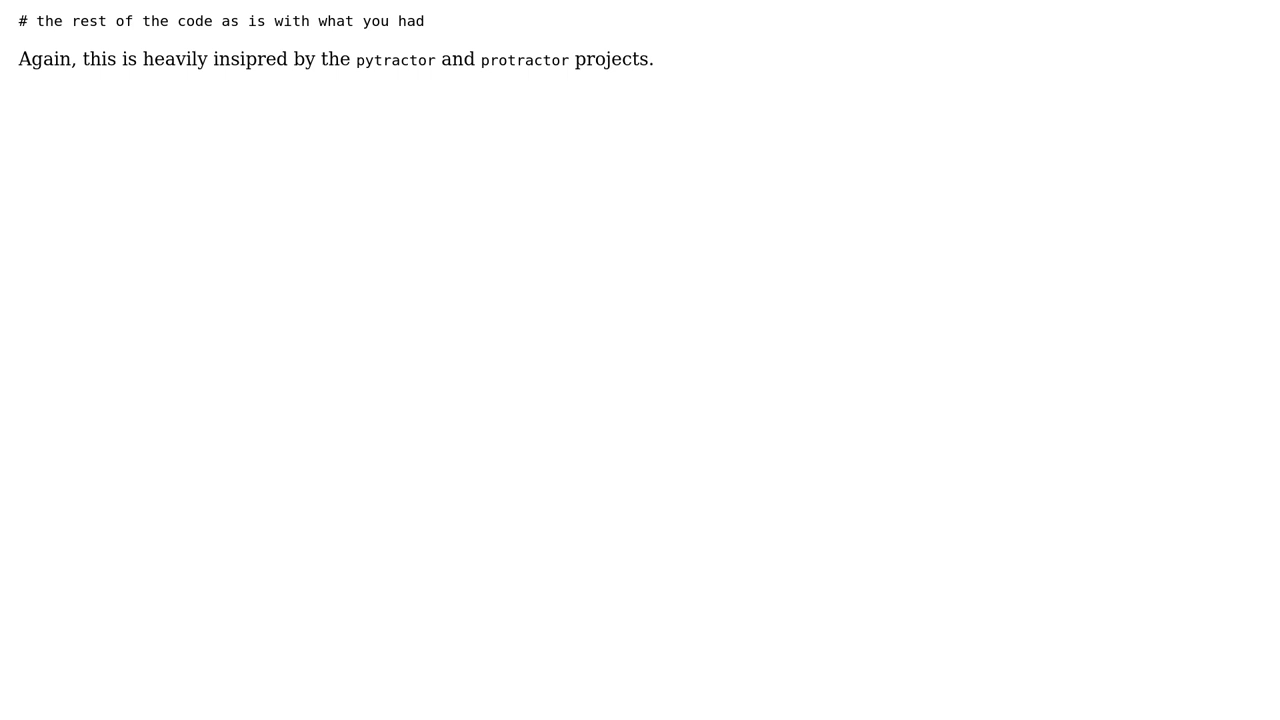 # the rest of the code as is with what you had
Again, this is heavily insipred by the pytractor and protractor projects.